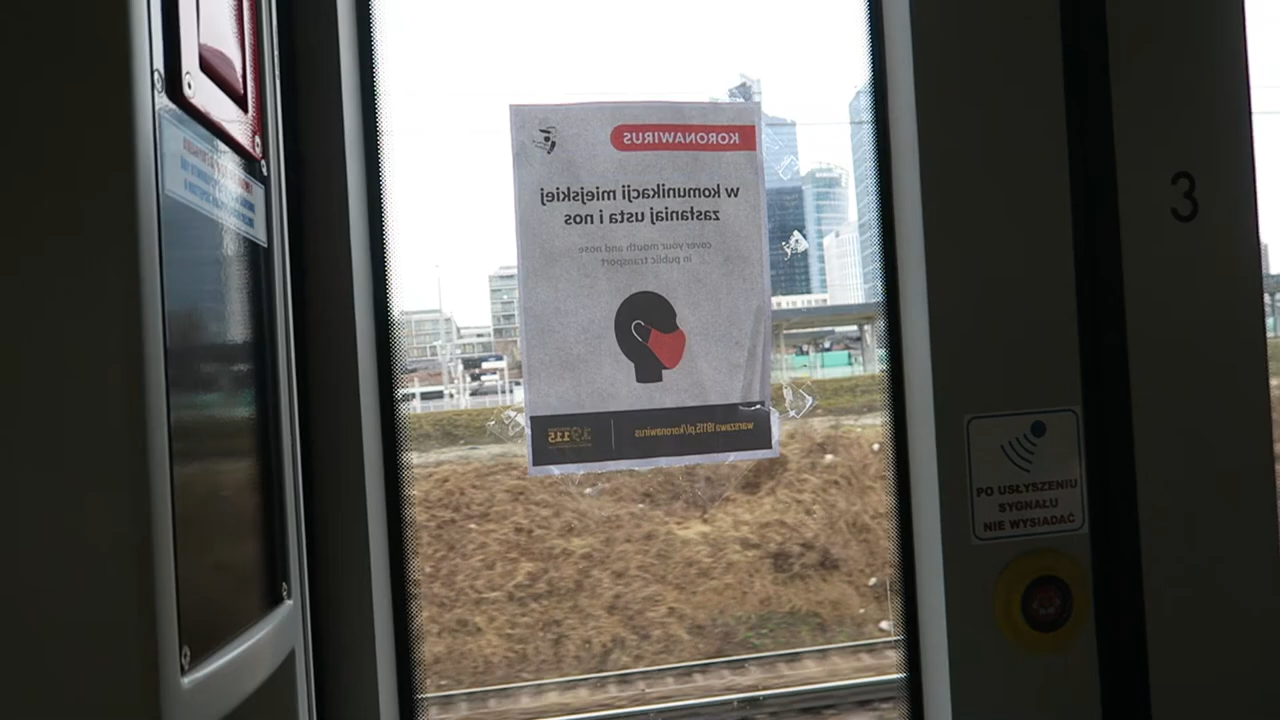 KORONAWIRUS
w komunikacji miejskiej
zasłaniaj usta i nos
cover your mouth and nose
in public transport
warszawa19115.pl/koronawirus
19115
3
PO USŁYSZENIU
SYGNAŁU
NIE WYSIADAĆ